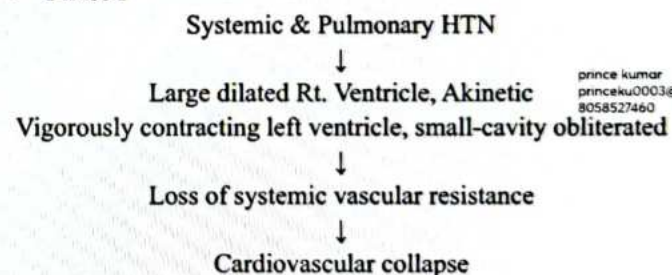 Systemic & Pulmonary HTN
↓
Large dilated Rt. Ventricle, Akinetic
prince kumar
princeku0003@
8058527460
Vigorously contracting left ventricle, small-cavity obliterated
↓
Loss of systemic vascular resistance
↓
Cardiovascular collapse